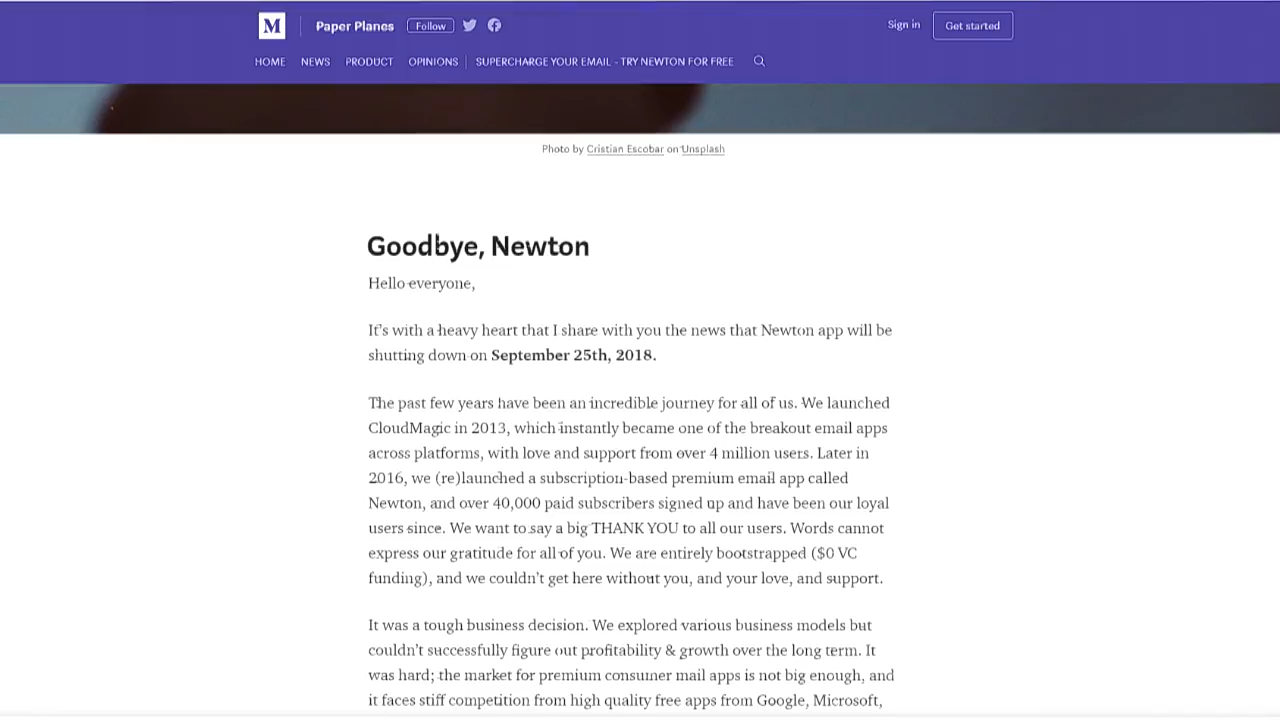 M Paper Planes Follow Sign in Get started
HOME NEWS PRODUCT OPINIONS SUPERCHARGE YOUR EMAIL - TRY NEWTON FOR FREE
Photo by Cristian Escobar on Unsplash
Goodbye, Newton
Hello everyone,
It's with a heavy heart that I share with you the news that Newton app will be
shutting down on September 25th, 2018.
The past few years have been an incredible journey for all of us. We launched
CloudMagic in 2013, which instantly became one of the breakout email apps
across platforms, with love and support from over 4 million users. Later in
2016, we (re)launched a subscription-based premium email app called
Newton, and over 40,000 paid subscribers signed up and have been our loyal
users since. We want to say a big THANK YOU to all our users. Words cannot
express our gratitude for all of you. We are entirely bootstrapped ($0 VC
funding), and we couldn't get here without you, and your love, and support.
It was a tough business decision. We explored various business models but
couldn't successfully figure out profitability & growth over the long term. It
was hard; the market for premium consumer mail apps is not big enough, and
it faces stiff competition from high quality free apps from Google, Microsoft,